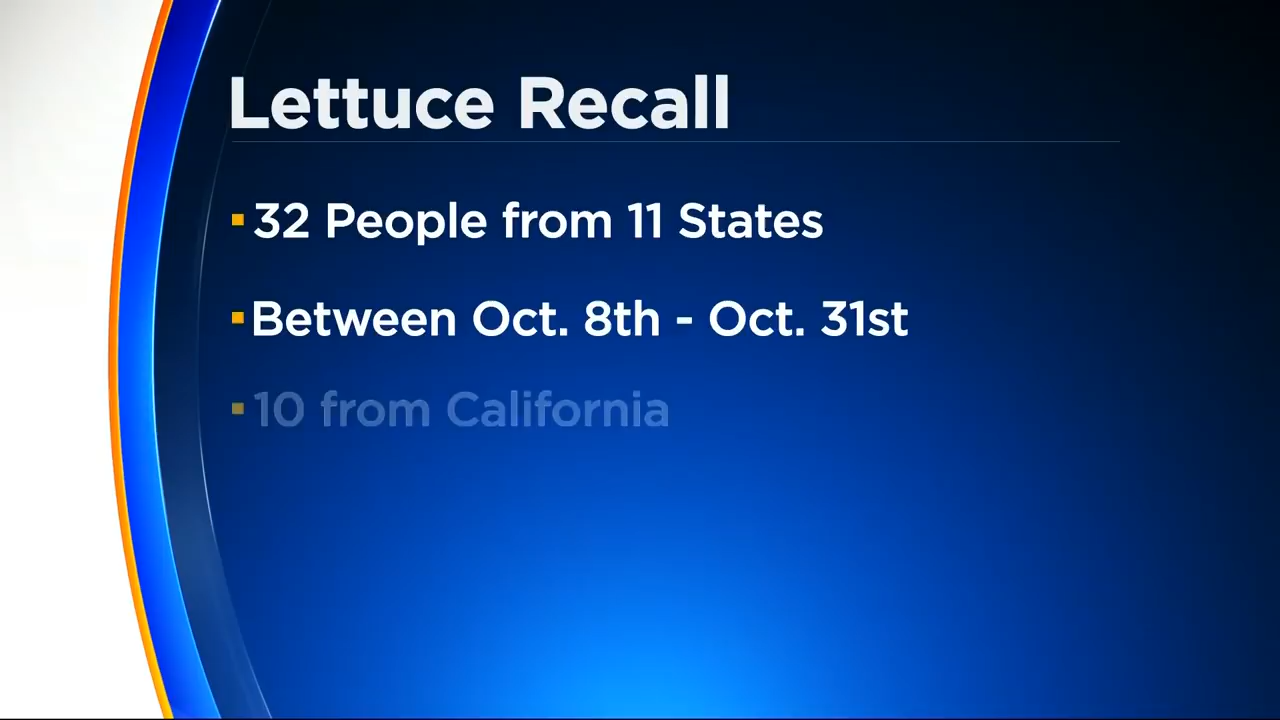 Lettuce Recall
32 People from 11 States
Between Oct. 8th - Oct. 31st
10 from California